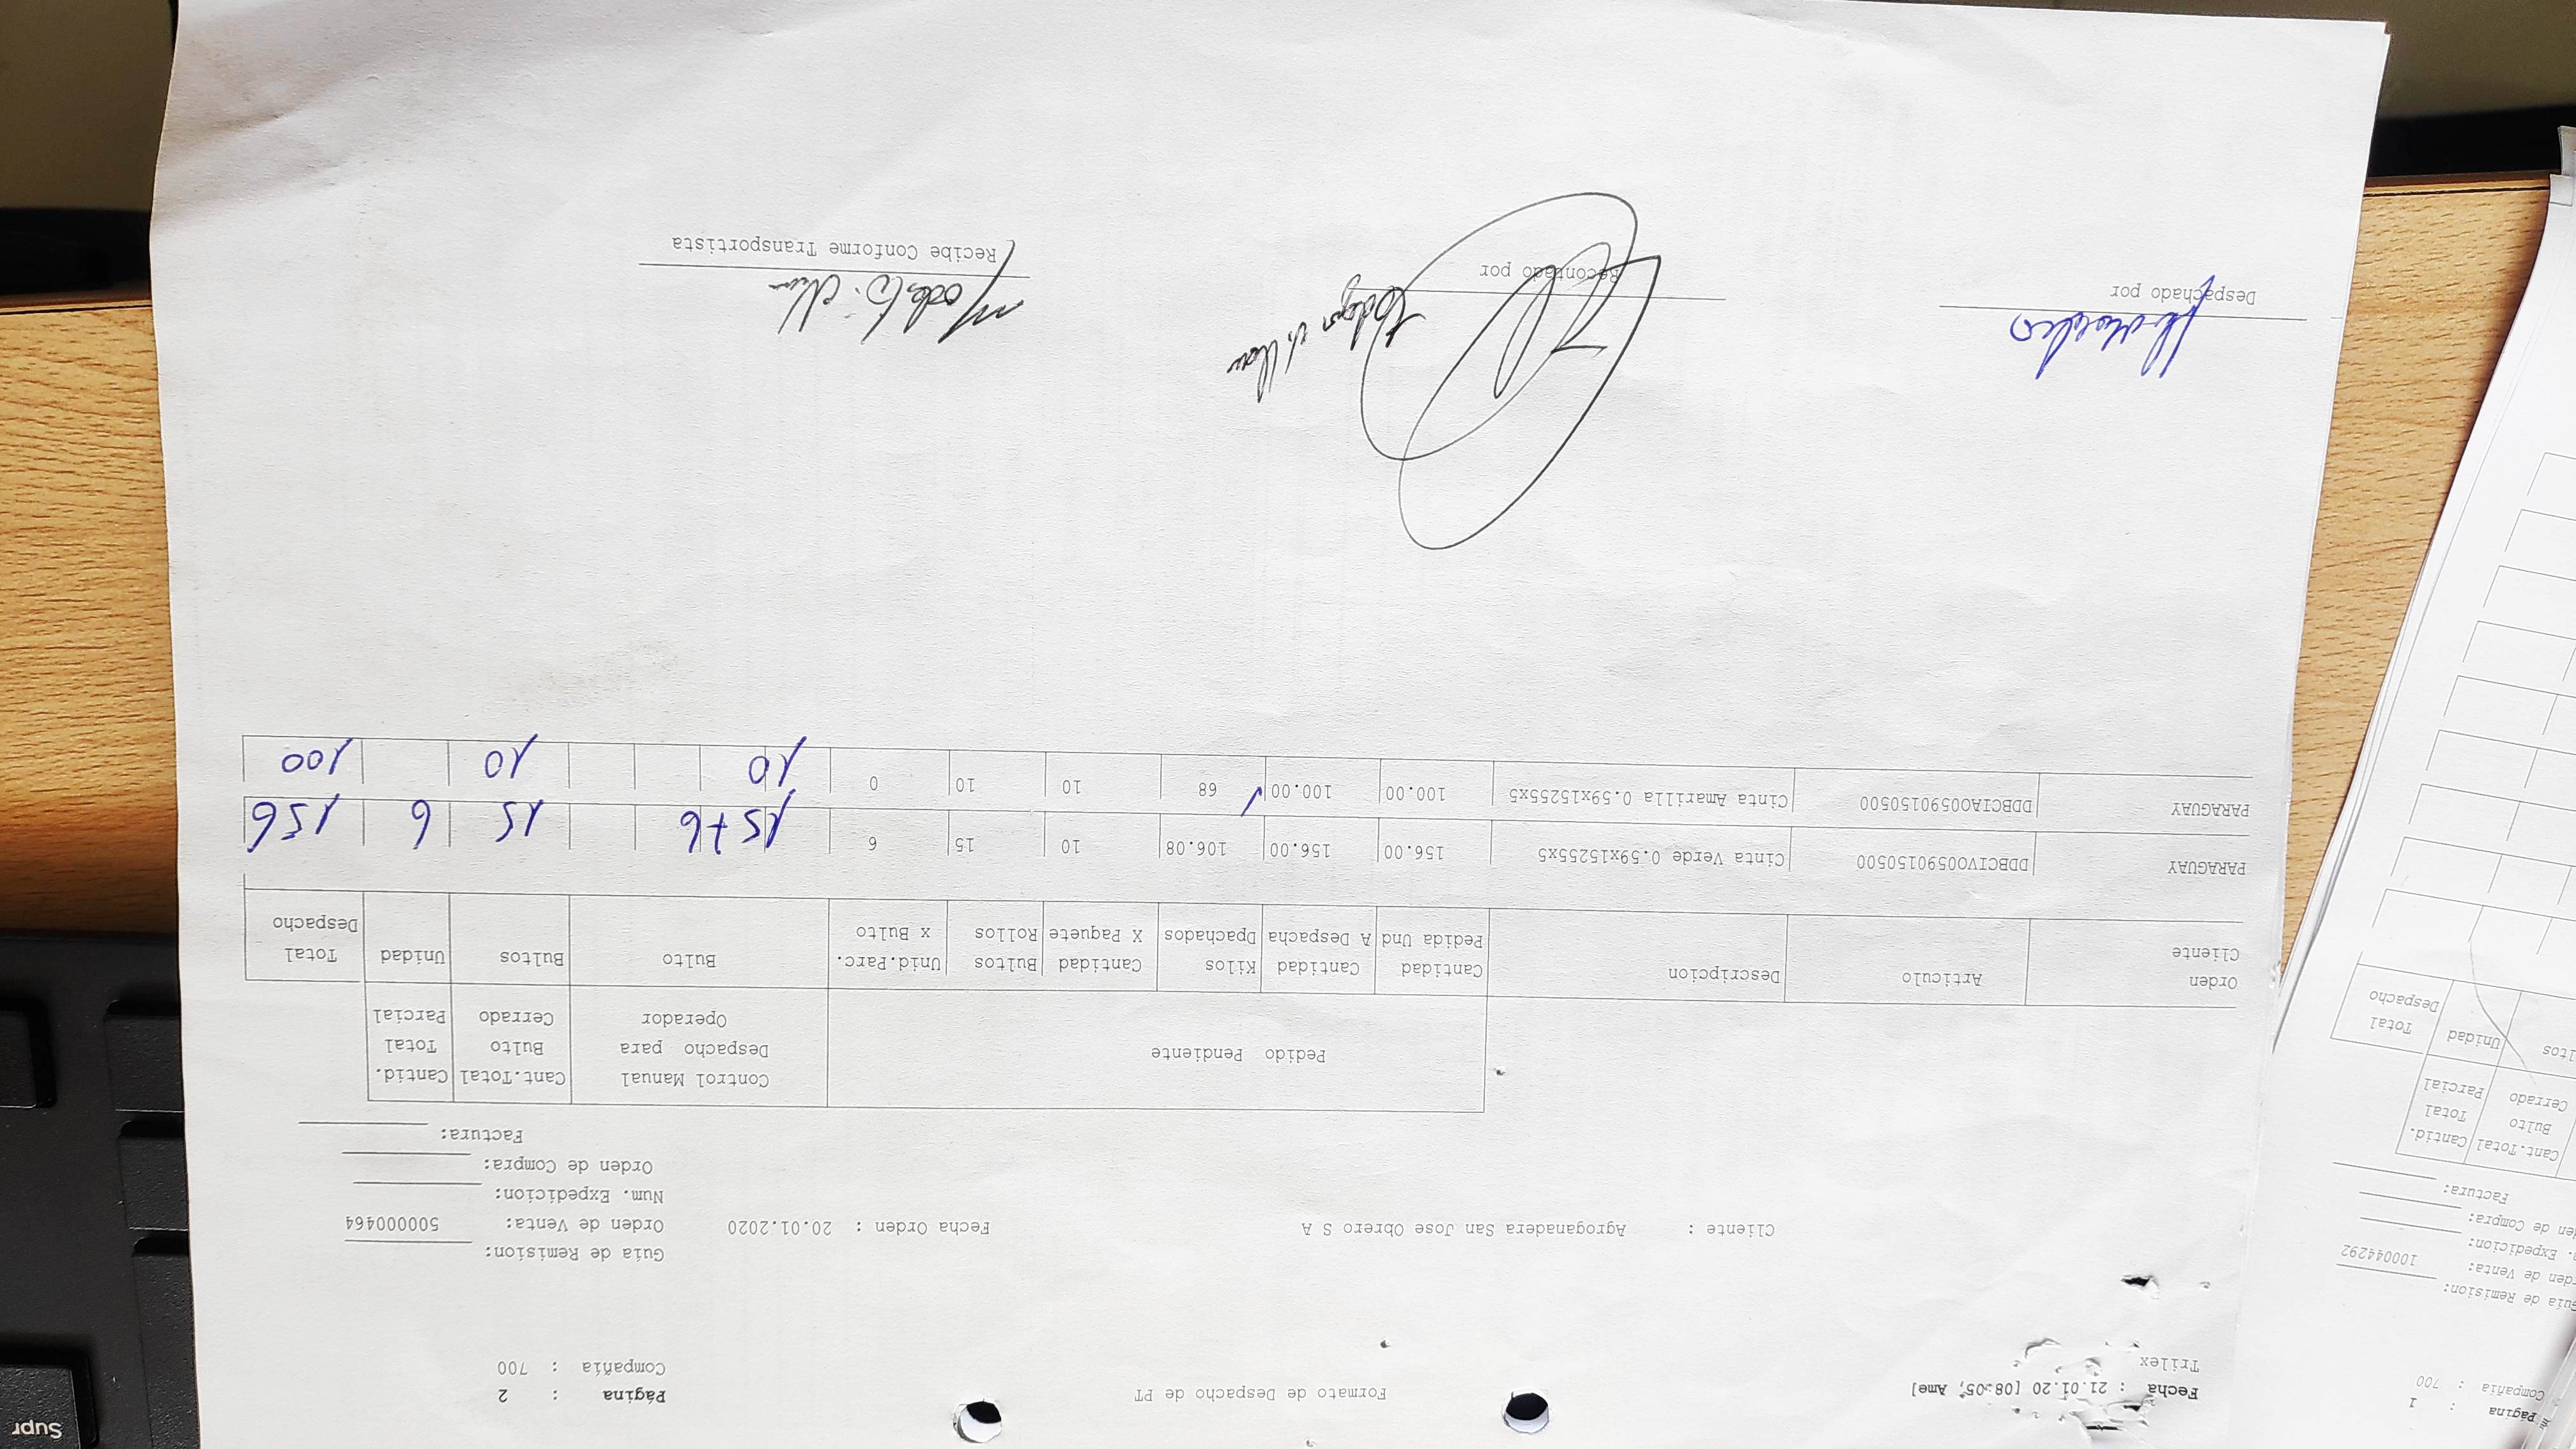 Supr
Fecha : 21.01.20 [08:05, Ame] Formato de Despacho de PT Página : 2
Trilex Compañía : 700
Guía de Remision:
Cliente : Agroganadera San Jose Obrero S A Fecha Orden : 20.01.2020 Orden de Venta: 500000464
Num. Expedicion:
Orden de Compra:
Factura:
Pedido Pendiente Control Manual Cant.Total Cantid.
Despacho para Bulto Total
Operador Cerrado Parcial
Orden Articulo Descripcion Cantidad Cantidad Kilos Cantidad Bultos Unid.Parc. Bulto Bultos Unidad Total
Cliente Pedida Und A Despacha Dpachados X Paquete Rollos x Bulto Despacho
PARAGUAY DDBCIV00590150500 Cinta Verde 0.59x15255x5 156.00 156.00 106.08 10 15 6 15+6 15 6 156
PARAGUAY DDBCIA00590150500 Cinta Amarilla 0.59x15255x5 100.00 100.00 ✓ 68 10 10 0 10 10 100
Despachado por Recontado por Recibe Conforme Transportista
Página : 1
Compañía : 700
Guía de Remision:
rden de Venta: 100044292
. Expedicion:
den de Compra:
Factura:
Cant.Total Cantid.
Bulto Total
Cerrado Parcial
ltos Unidad Total
Despacho